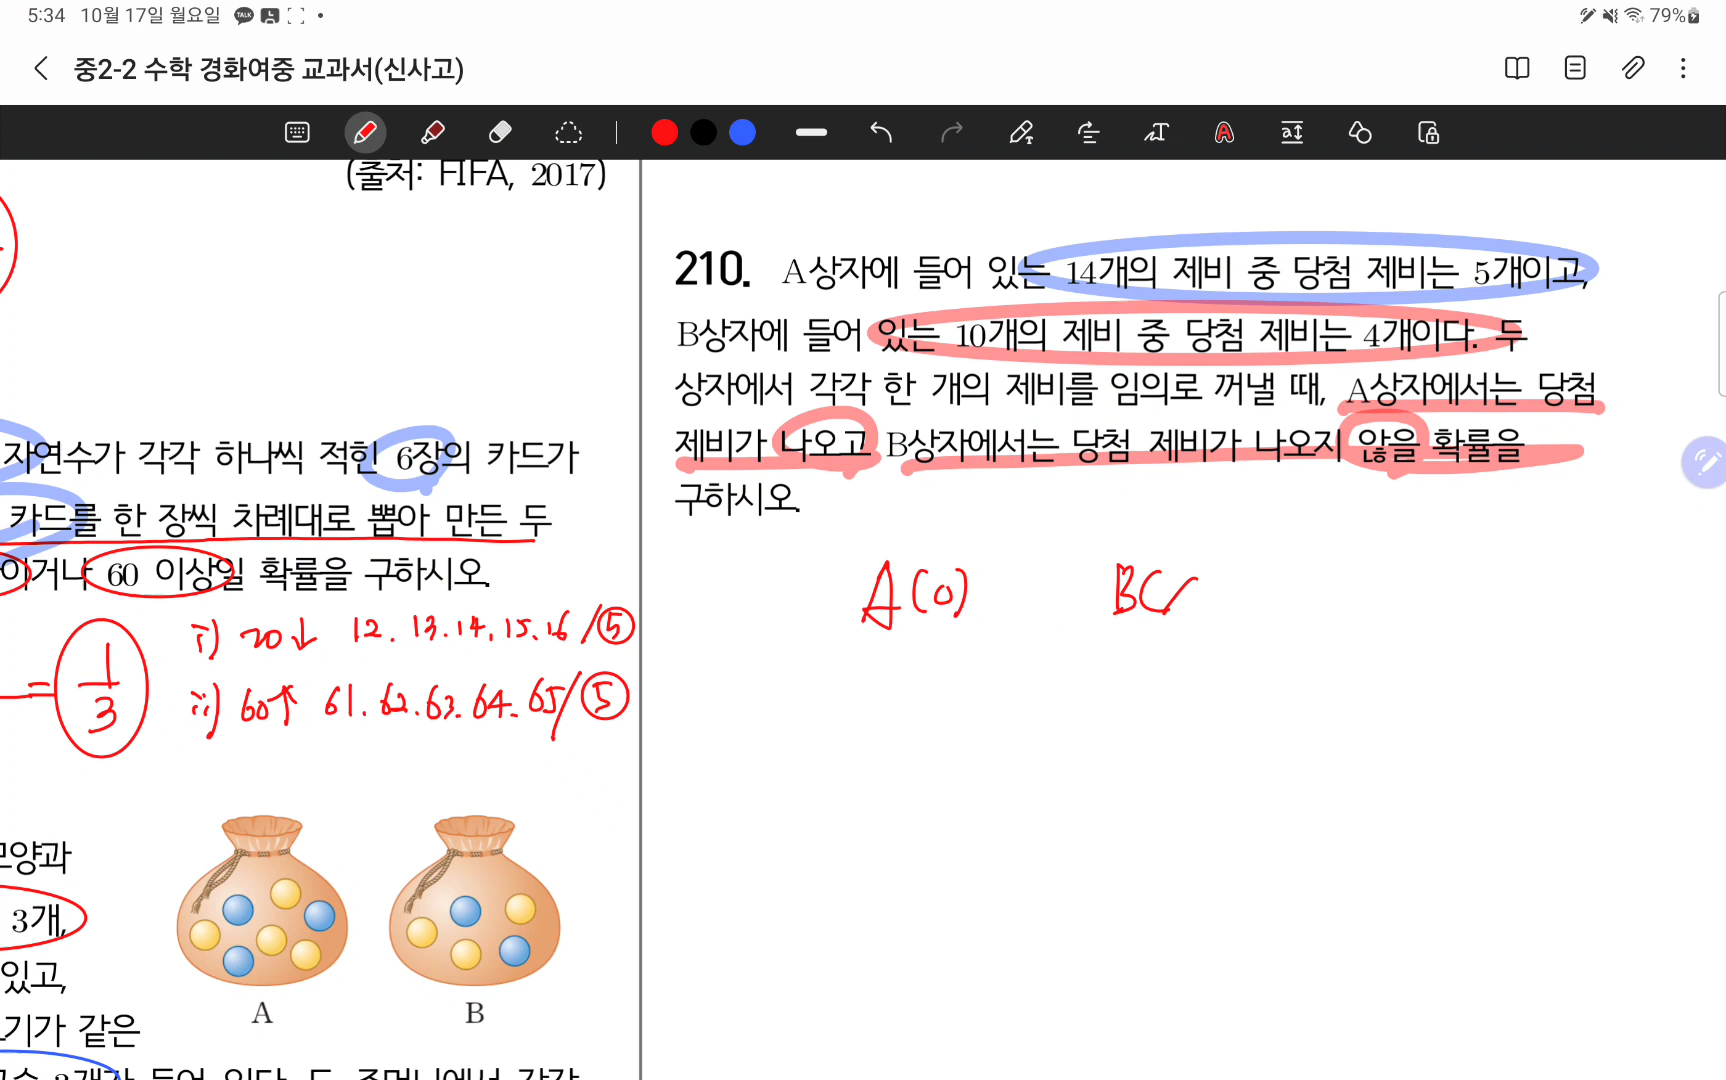 5:34 10월 17일 월요일
TALK
79%
중2-2 수학 경화여중 교과서(신사고)
(출처: FIFA, 2017)
자연수가 각각 하나씩 적힌 6장의 카드가
카드를 한 장씩 차례대로 뽑아 만든 두
이거나 60 이상일 확률을 구하시오.
= 1/3
i) 20↓ 12. 13. 14. 15. 16 / ⑤
ii) 60↑ 61. 62. 63. 64. 65 / ⑤
모양과
3개,
있고,
크기가 같은
A
B
210. A상자에 들어 있는 14개의 제비 중 당첨 제비는 5개이고,
B상자에 들어 있는 10개의 제비 중 당첨 제비는 4개이다. 두
상자에서 각각 한 개의 제비를 임의로 꺼낼 때, A상자에서는 당첨
제비가 나오고 B상자에서는 당첨 제비가 나오지 않을 확률을
구하시오.
A(0) B(